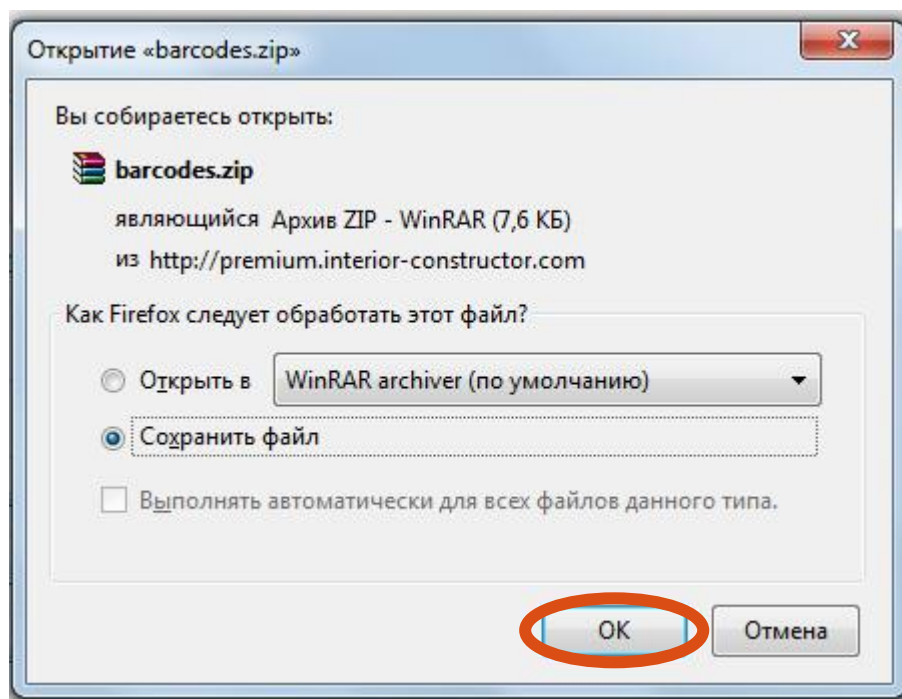 Открытие «barcodes.zip»
Вы собираетесь открыть:
barcodes.zip
являющийся Архив ZIP - WinRAR (7,6 КБ)
из http://premium.interior-constructor.com
Как Firefox следует обработать этот файл?
Открыть в WinRAR archiver (по умолчанию)
Сохранить файл
Выполнять автоматически для всех файлов данного типа.
OK Отмена